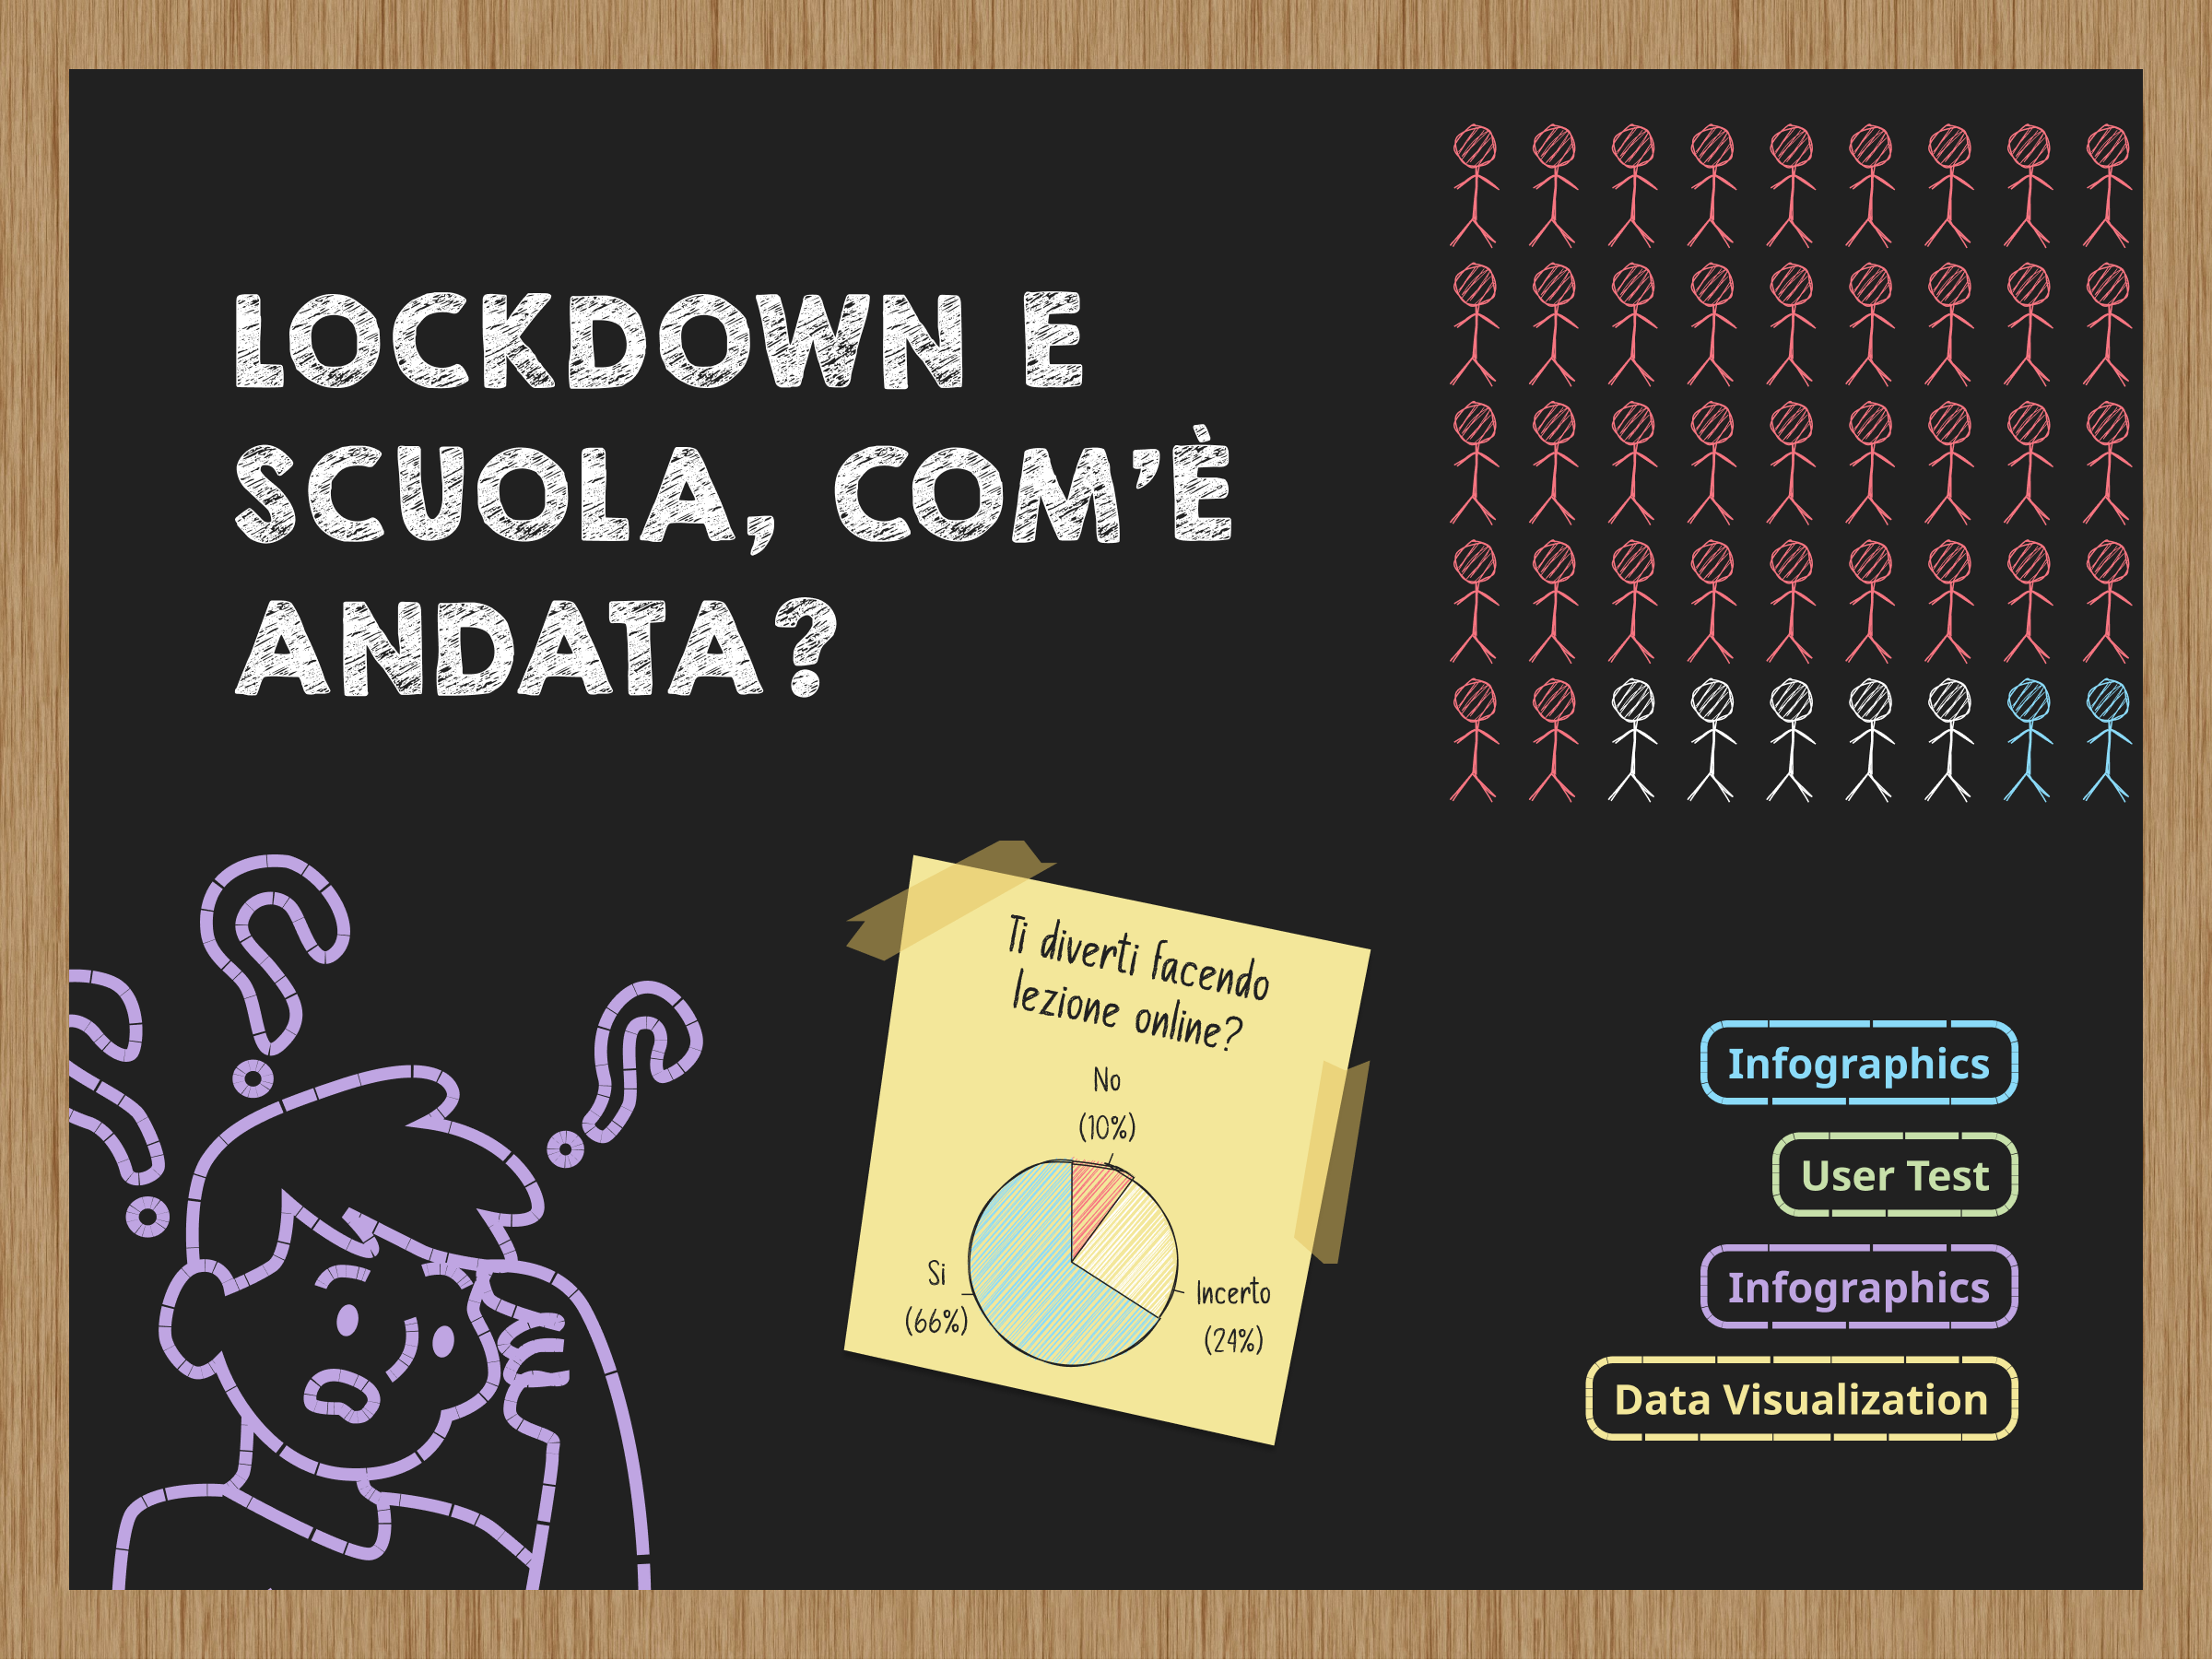 LOCKDOWN E
SCUOLA, COM’È
ANDATA?
Ti diverti facendo
lezione online?
No
(10%)
Si
(66%)
Incerto
(24%)
Infographics
User Test
Infographics
Data Visualization